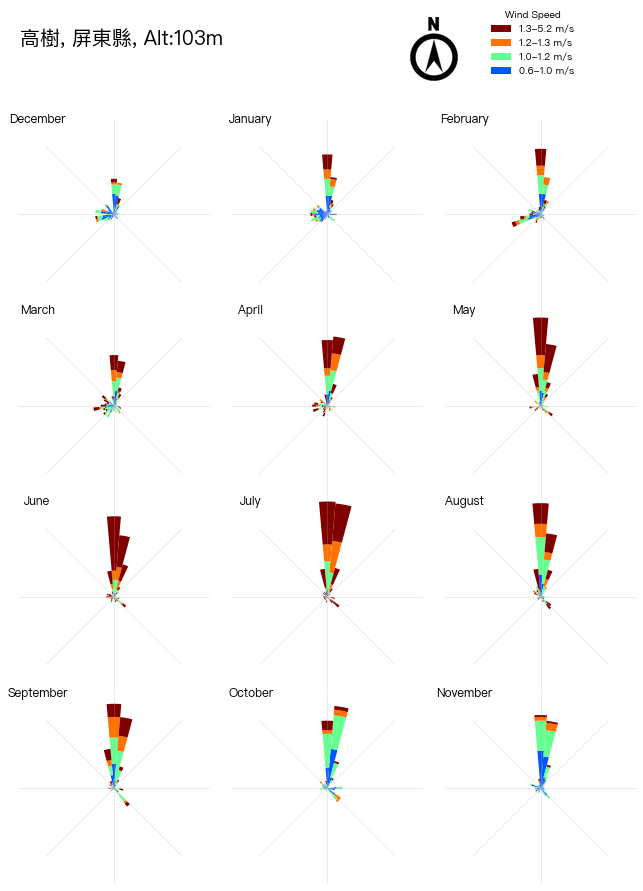 高樹, 屏東縣, Alt:103m
N
Wind Speed
1.3–5.2 m/s
1.2–1.3 m/s
1.0–1.2 m/s
0.6–1.0 m/s
December
January
February
March
April
May
June
July
August
September
October
November